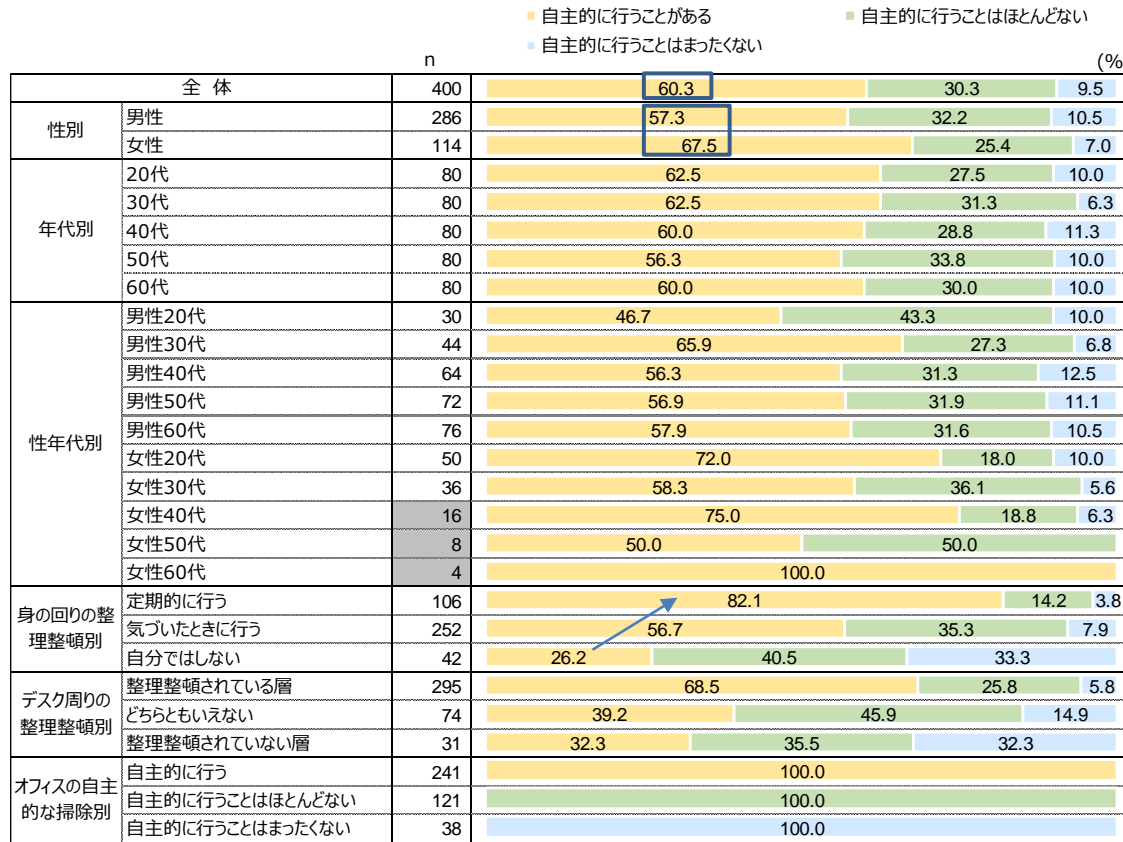 自主的に行うことがある 自主的に行うことはほとんどない
自主的に行うことはまったくない
n (%
全 体 400 60.3 30.3 9.5
性別
男性 286 57.3 32.2 10.5
女性 114 67.5 25.4 7.0
年代別
20代 80 62.5 27.5 10.0
30代 80 62.5 31.3 6.3
40代 80 60.0 28.8 11.3
50代 80 56.3 33.8 10.0
60代 80 60.0 30.0 10.0
性年代別
男性20代 30 46.7 43.3 10.0
男性30代 44 65.9 27.3 6.8
男性40代 64 56.3 31.3 12.5
男性50代 72 56.9 31.9 11.1
男性60代 76 57.9 31.6 10.5
女性20代 50 72.0 18.0 10.0
女性30代 36 58.3 36.1 5.6
女性40代 16 75.0 18.8 6.3
女性50代 8 50.0 50.0
女性60代 4 100.0
身の回りの整
理整頓別
定期的に行う 106 82.1 14.2 3.8
気づいたときに行う 252 56.7 35.3 7.9
自分ではしない 42 26.2 40.5 33.3
デスク周りの
整理整頓別
整理整頓されている層 295 68.5 25.8 5.8
どちらともいえない 74 39.2 45.9 14.9
整理整頓されていない層 31 32.3 35.5 32.3
オフィスの自主
的な掃除別
自主的に行う 241 100.0
自主的に行うことはほとんどない 121 100.0
自主的に行うことはまったくない 38 100.0